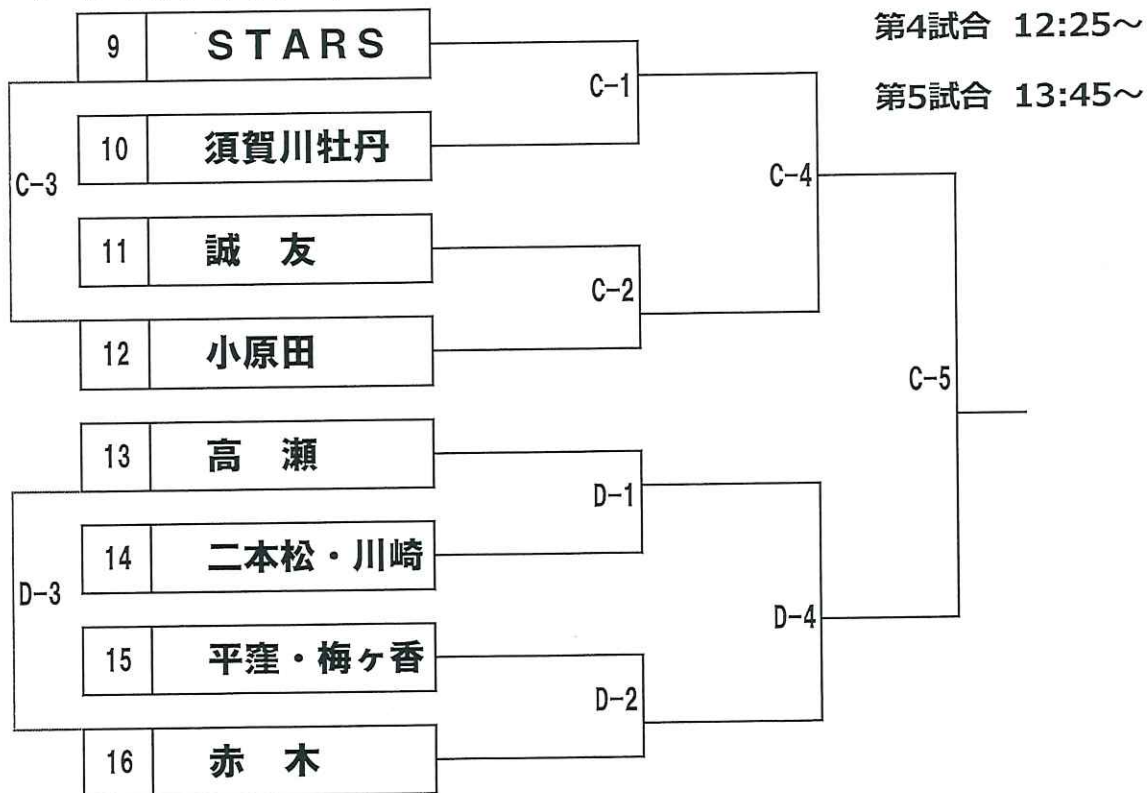 9 STARS
第4試合 12:25～
C-1
第5試合 13:45～
10 須賀川牡丹
C-3
C-4
11 誠 友
C-2
12 小原田
C-5
13 高 瀬
D-1
14 二本松・川崎
D-3
D-4
15 平窪・梅ヶ香
D-2
16 赤 木